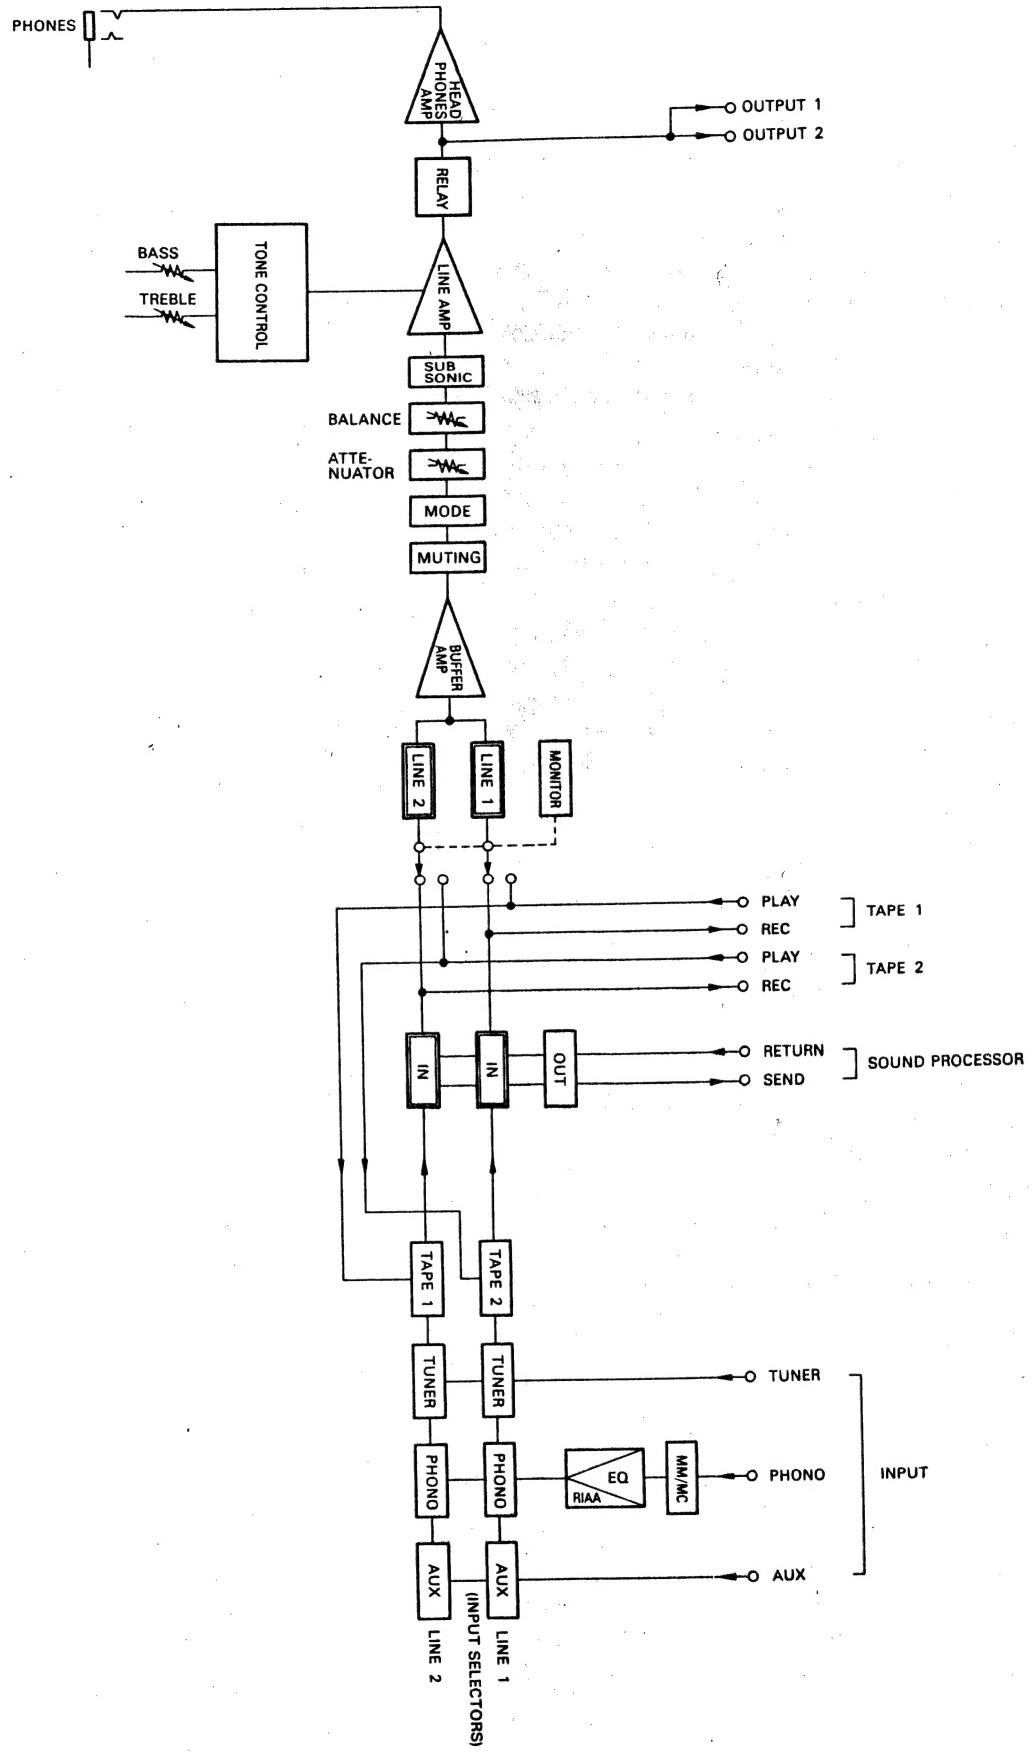 PHONES
HEAD
PHONES
AMP
OUTPUT 1
OUTPUT 2
RELAY
BASS
TREBLE
TONE CONTROL
LINE AMP
SUB
SONIC
BALANCE
ATTE-
NUATOR
MODE
MUTING
BUFFER
AMP
LINE 2
LINE 1
MONITOR
PLAY
REC
TAPE 1
PLAY
REC
TAPE 2
IN
IN
OUT
RETURN
SEND
SOUND PROCESSOR
TAPE 1
TAPE 2
TUNER
TUNER
TUNER
PHONO
PHONO
EQ
RIAA
MM/MC
PHONO
INPUT
AUX
AUX
AUX
LINE 2
(INPUT SELECTORS)
LINE 1